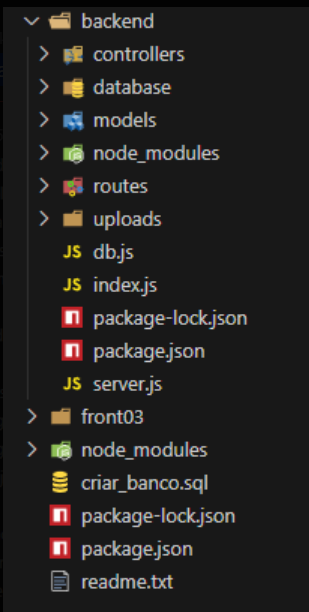 backend
controllers
database
models
node_modules
routes
uploads
JS db.js
JS index.js
package-lock.json
package.json
JS server.js
front03
node_modules
criar_banco.sql
package-lock.json
package.json
readme.txt